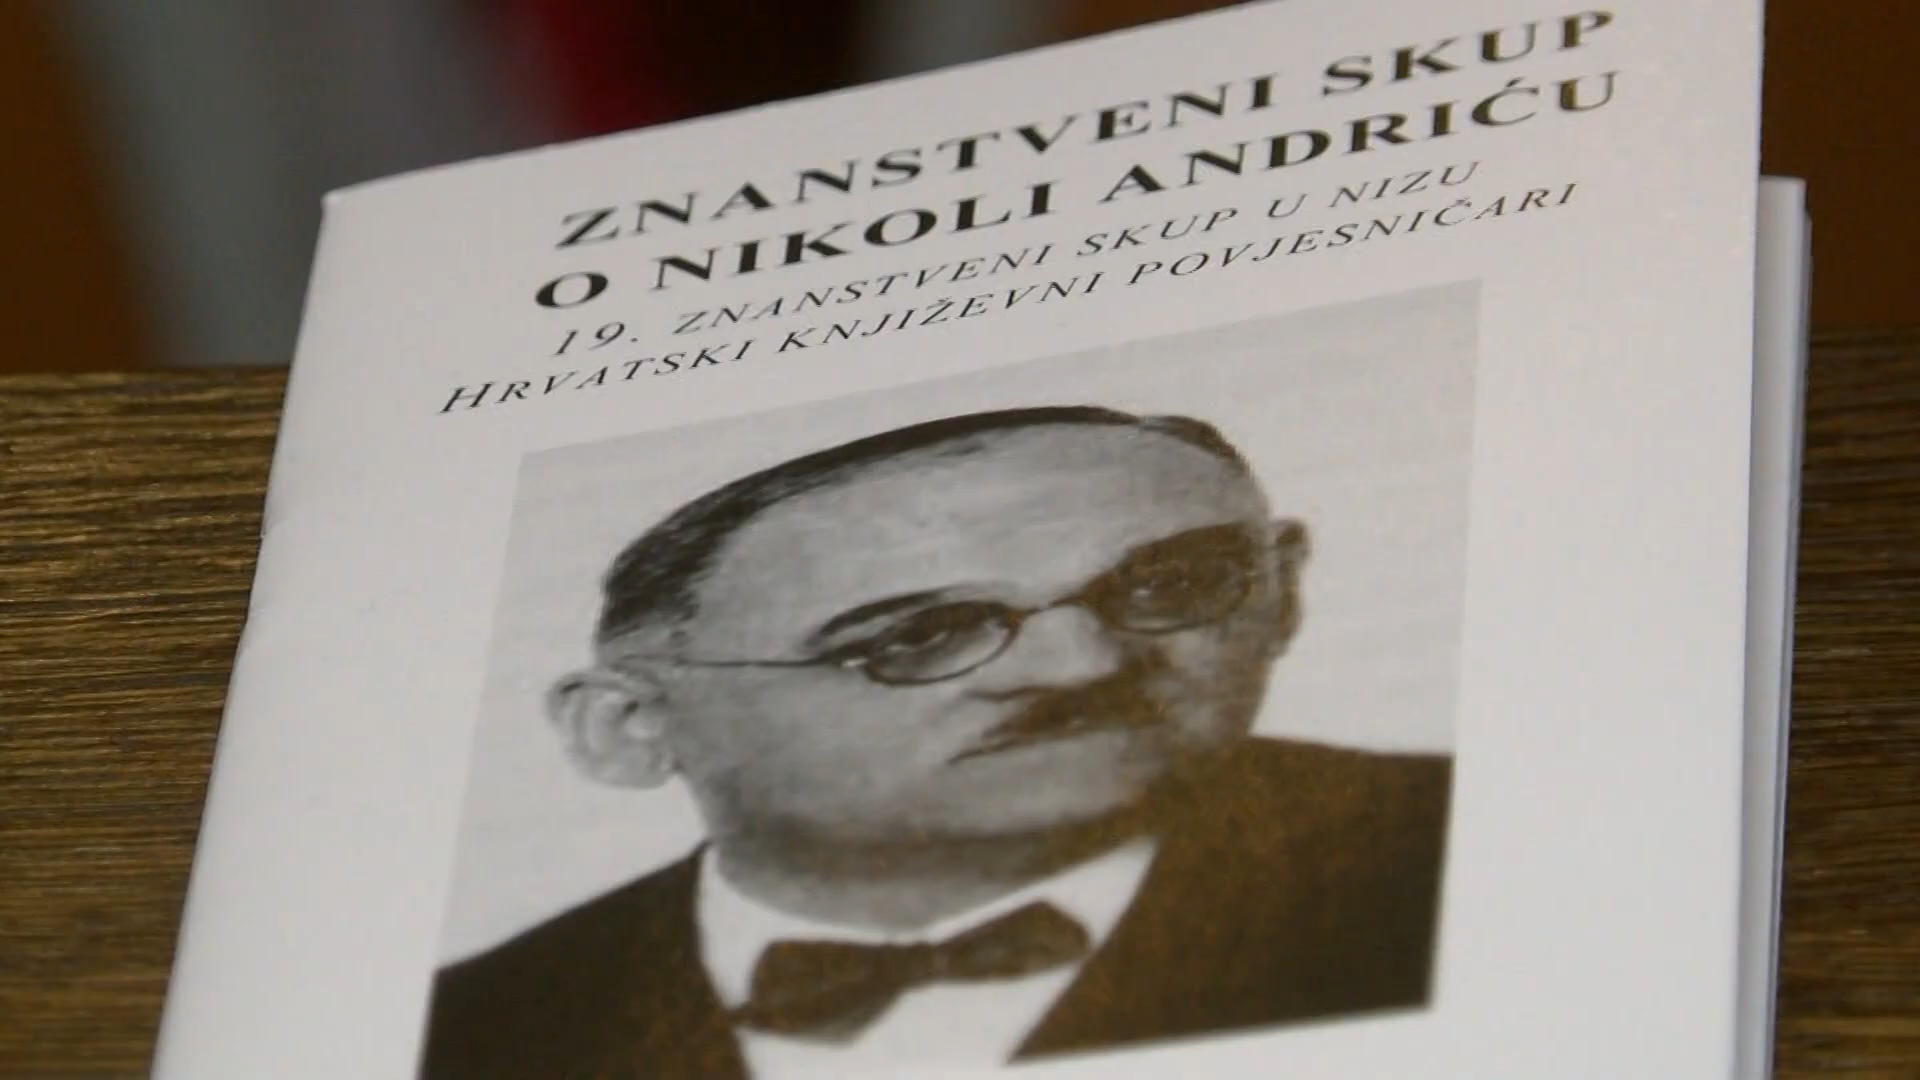 ZNANSTVENI SKUP
O NIKOLI ANDRIĆU
19. ZNANSTVENI SKUP U NIZU
HRVATSKI KNJIŽEVNI POVJESNIČARI